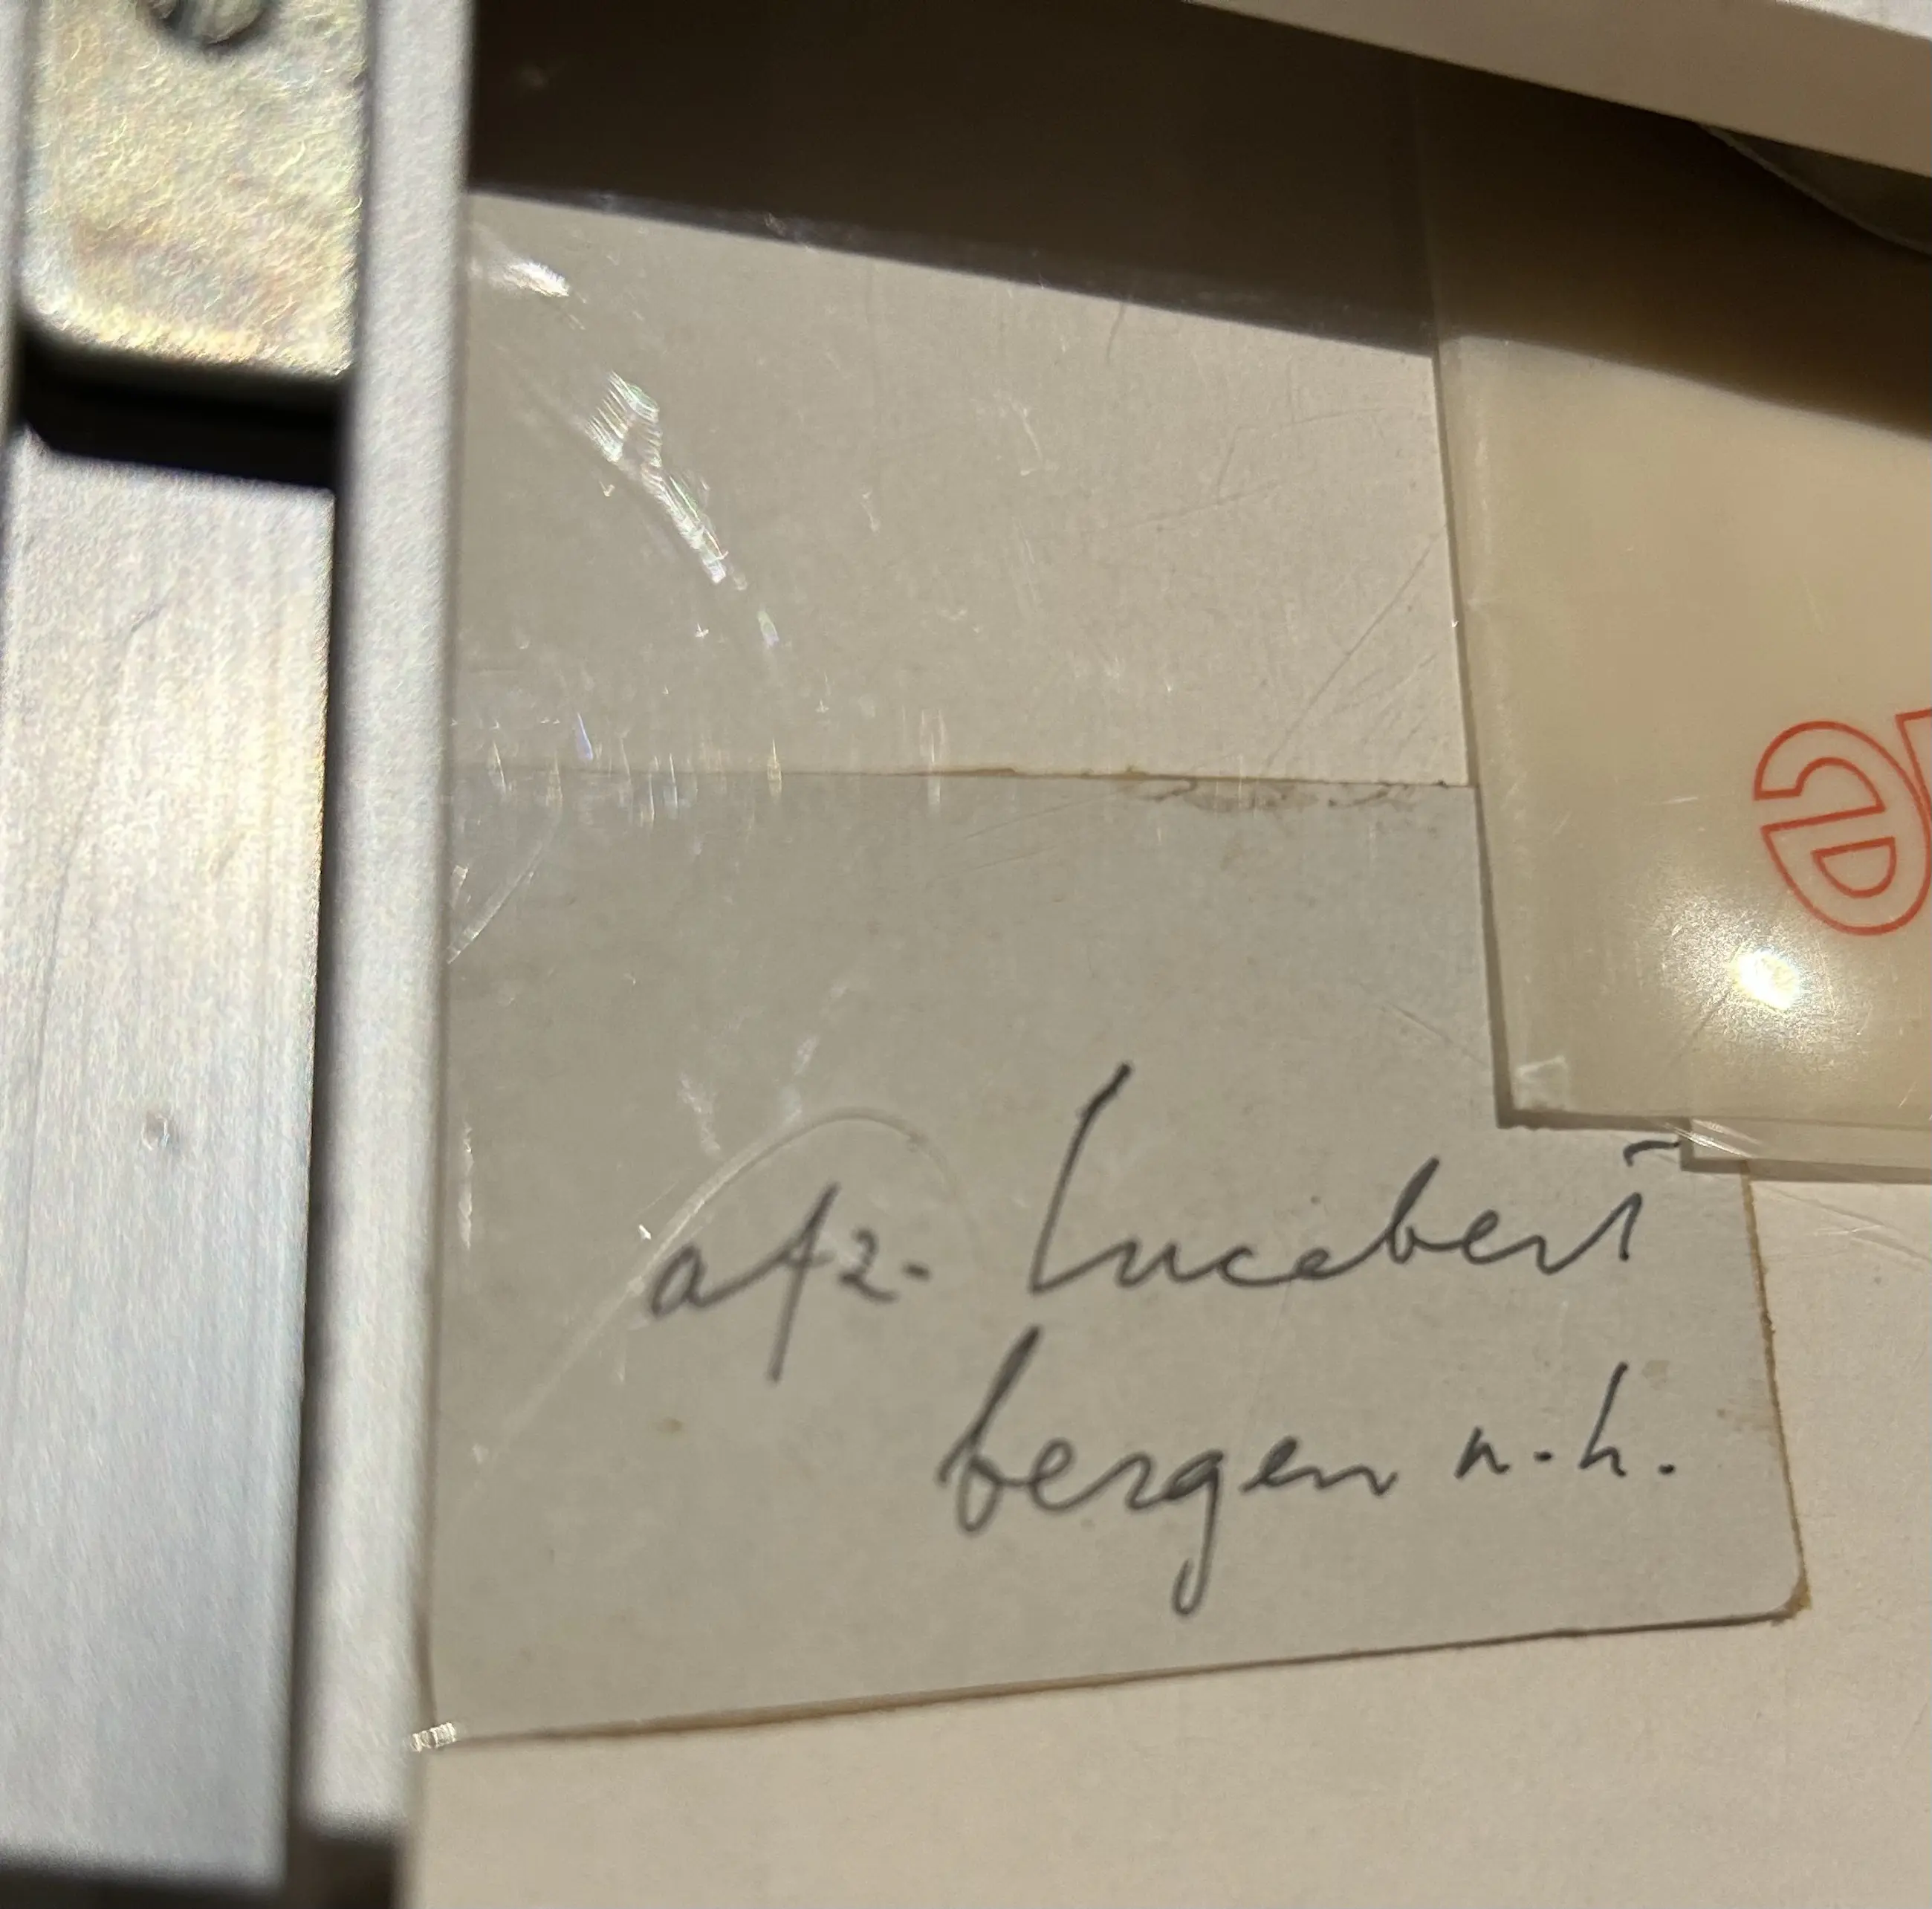 afz. Lucebert
bergen n.h.